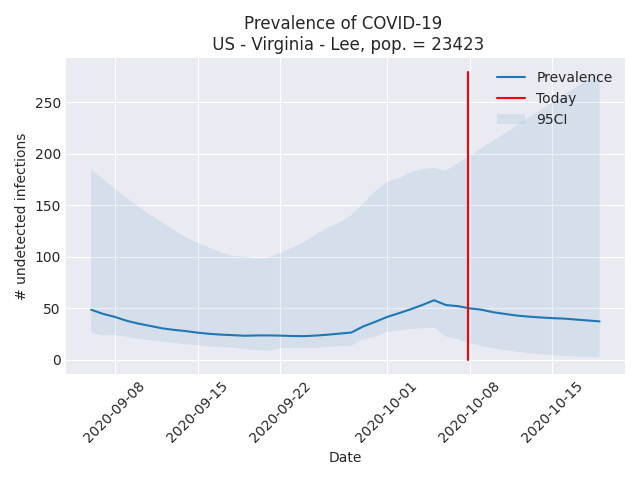 Prevalence of COVID-19
US - Virginia - Lee, pop. = 23423
Prevalence
Today
95CI
250
200
150
100
50
0
# undetected infections
2020-09-08
2020-09-15
2020-09-22
2020-10-01
2020-10-08
2020-10-15
Date